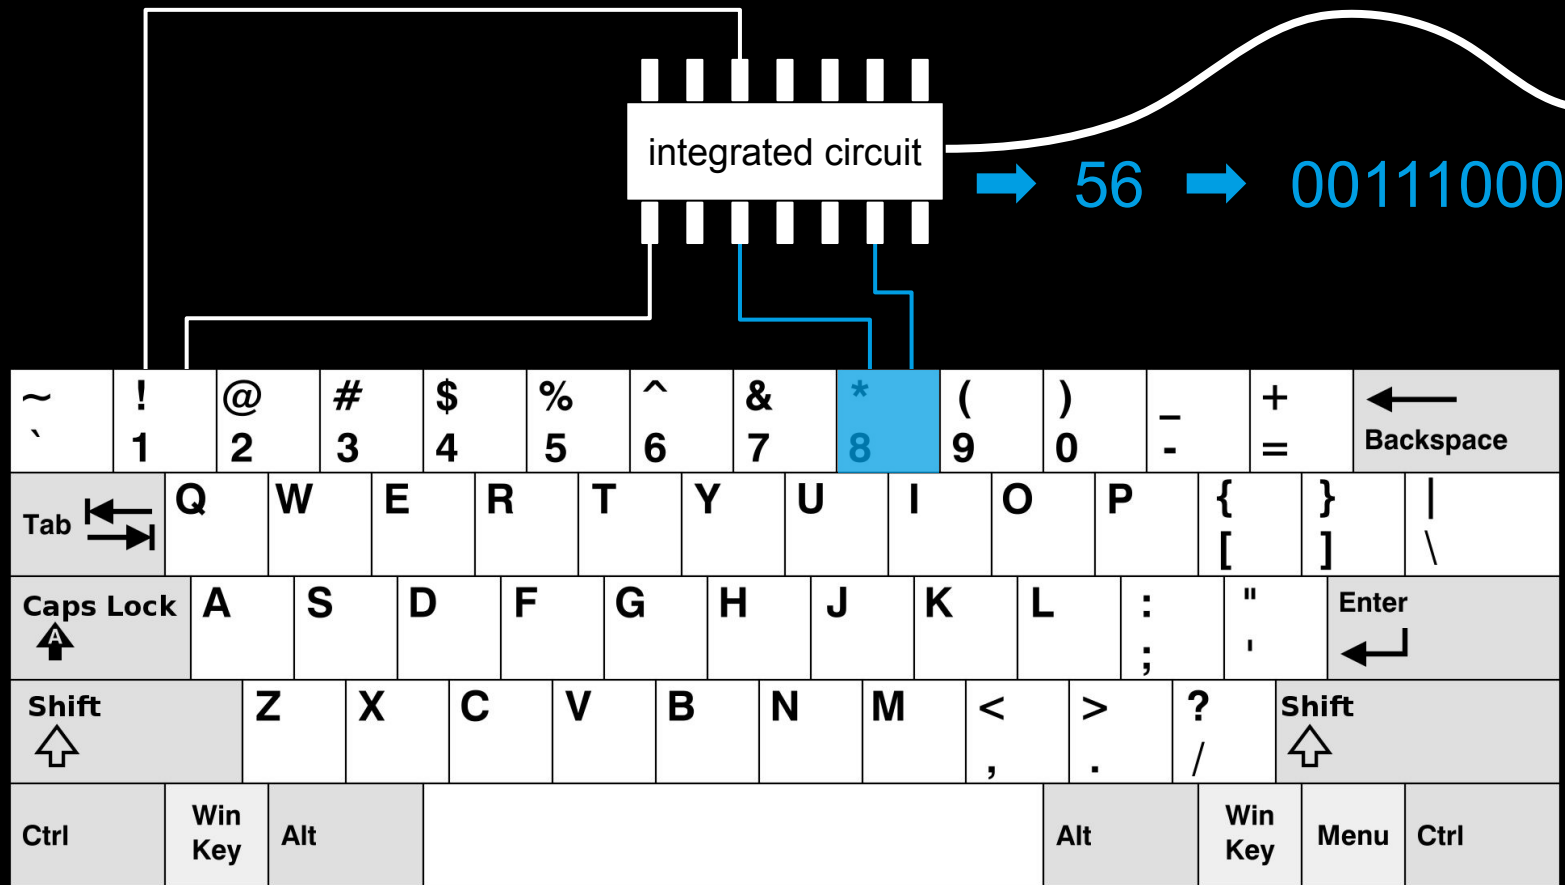 integrated circuit
56 00111000
~ ! @ # $ % ^ & * ( ) _ +
` 1 2 3 4 5 6 7 8 9 0 - =
Backspace
Tab Q W E R T Y U I O P { } |
[ ] \
Caps Lock A S D F G H J K L : " Enter
A
; '
Shift Z X C V B N M < > ? Shift
, . /
Ctrl Win Key Alt Alt Win Key Menu Ctrl